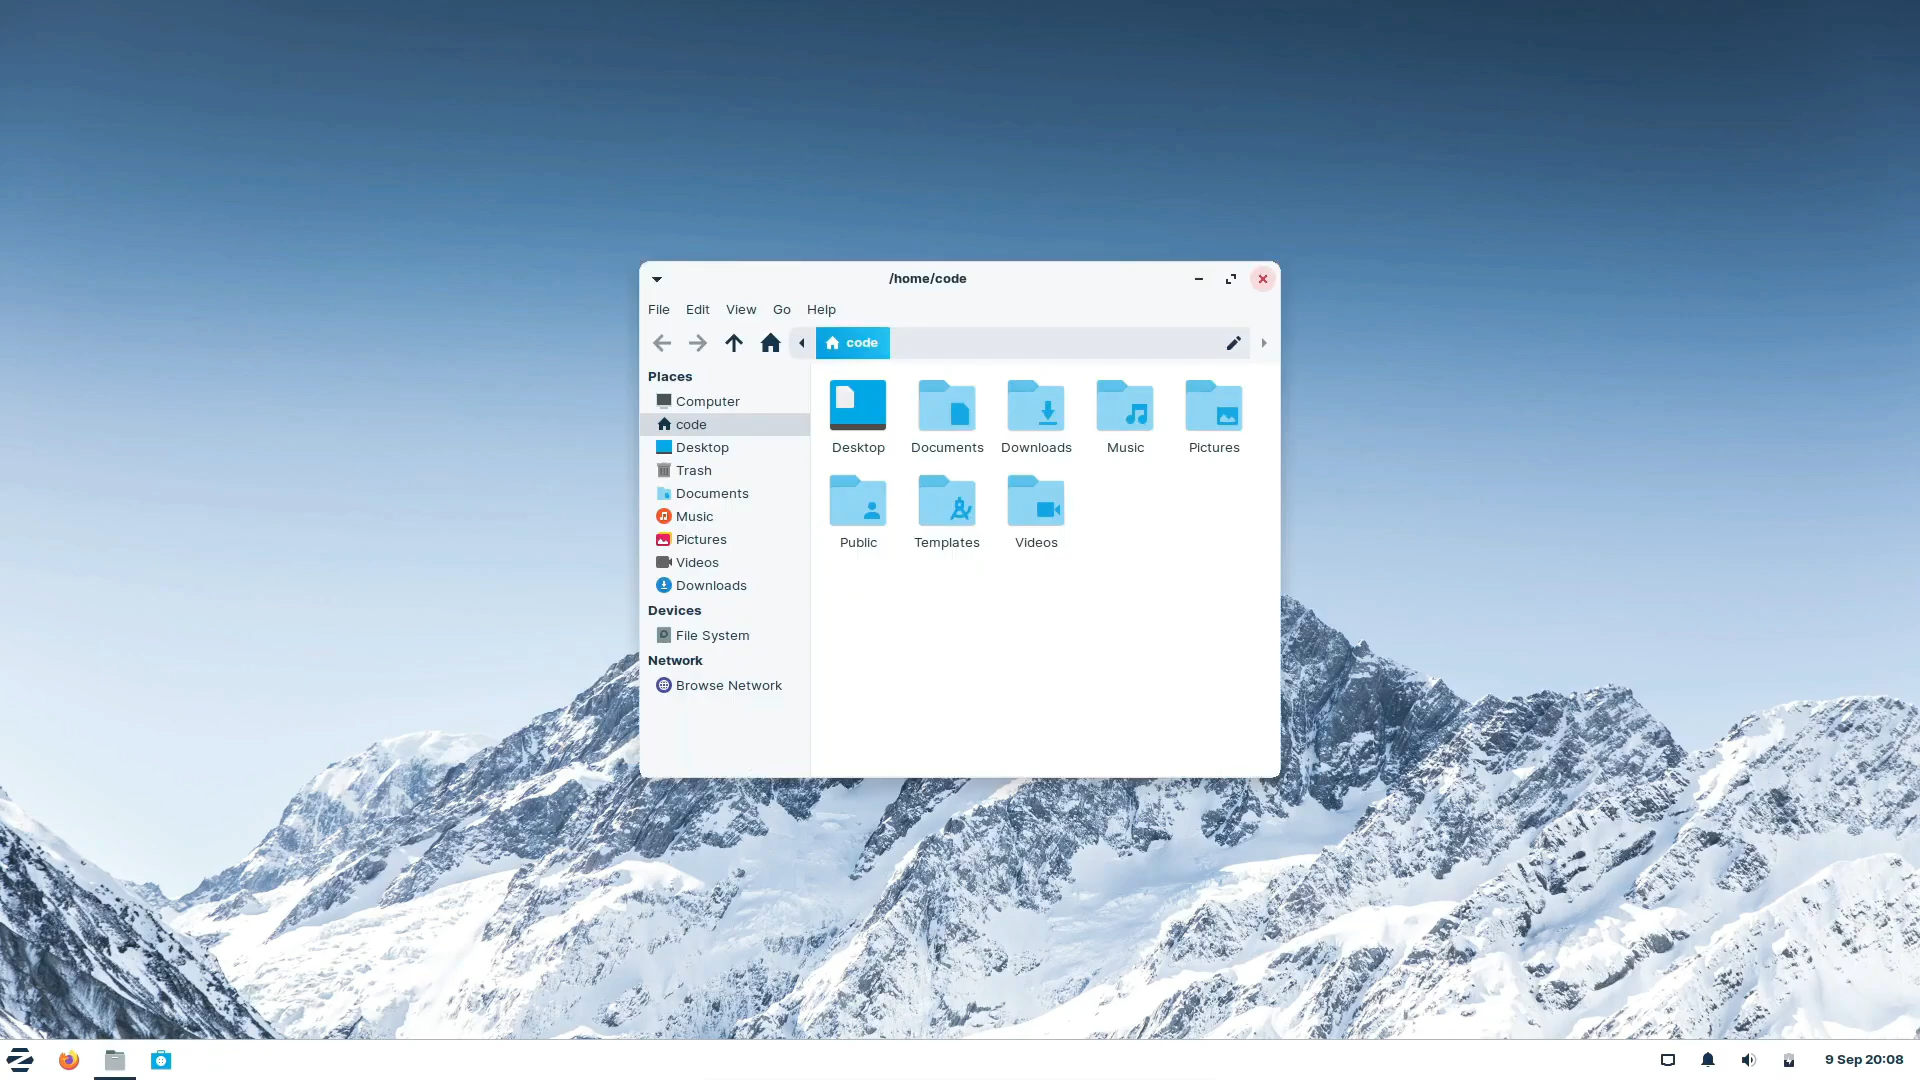 /home/code
File Edit View Go Help
code
Places
Computer
code
Desktop
Trash
Documents
Music
Pictures
Videos
Downloads
Devices
File System
Network
Browse Network
Desktop Documents Downloads Music Pictures
Public Templates Videos
9 Sep 20:08